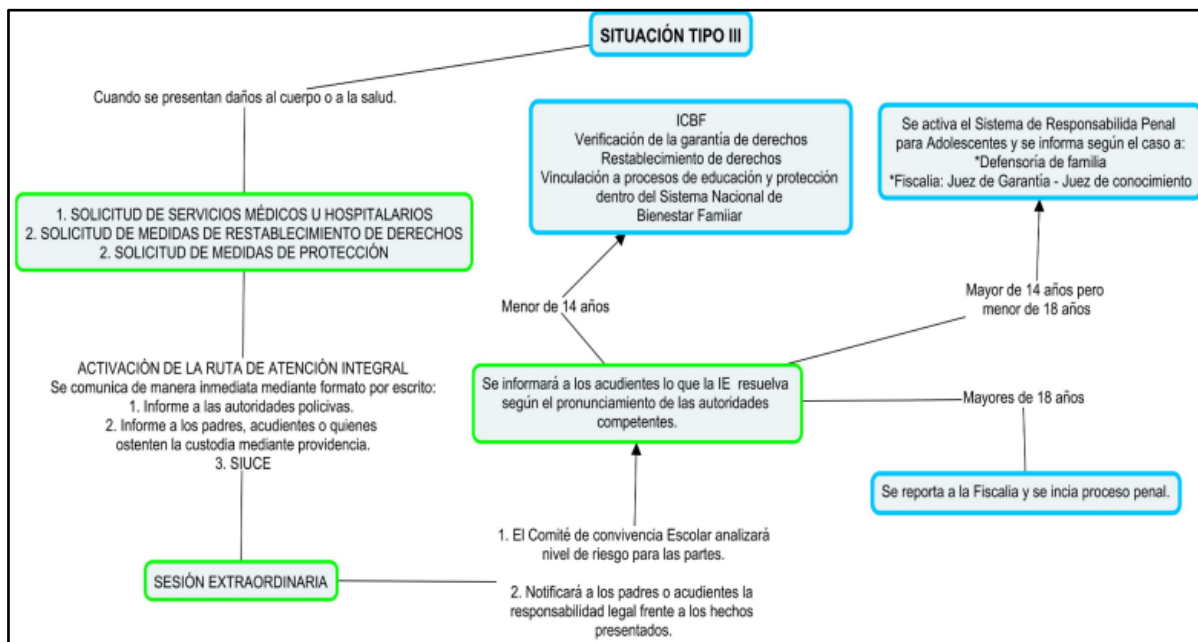 SITUACIÓN TIPO III
Cuando se presentan daños al cuerpo o a la salud.
1. SOLICITUD DE SERVICIOS MÉDICOS U HOSPITALARIOS
2. SOLICITUD DE MEDIDAS DE RESTABLECIMIENTO DE DERECHOS
2. SOLICITUD DE MEDIDAS DE PROTECCIÓN
ACTIVACIÓN DE LA RUTA DE ATENCIÓN INTEGRAL
Se comunica de manera inmediata mediante formato por escrito:
1. Informe a las autoridades policivas.
2. Informe a los padres, acudientes o quienes
ostenten la custodia mediante providencia.
3. SIUCE
SESIÓN EXTRAORDINARIA
1. El Comité de convivencia Escolar analizará
nivel de riesgo para las partes.
2. Notificará a los padres o acudientes la
responsabilidad legal frente a los hechos
presentados.
Se informará a los acudientes lo que la IE resuelva
según el pronunciamiento de las autoridades
competentes.
Menor de 14 años
ICBF
Verificación de la garantía de derechos
Restablecimiento de derechos
Vinculación a procesos de educación y protección
dentro del Sistema Nacional de
Bienestar Famiiar
Mayor de 14 años pero
menor de 18 años
Se activa el Sistema de Responsabilida Penal
para Adolescentes y se informa según el caso a:
*Defensoría de familia
*Fiscalia: Juez de Garantía - Juez de conocimiento
Mayores de 18 años
Se reporta a la Fiscalia y se incia proceso penal.